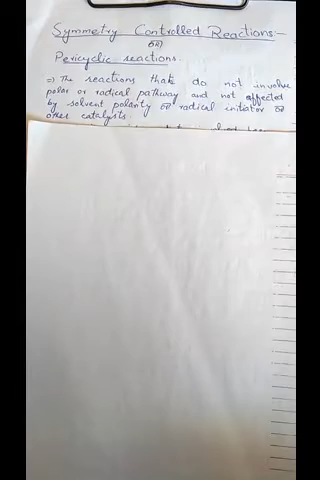 Symmetry Controlled Reactions:-
(or)
Pericyclic reactions.
=) The reactions that do not involve
polar or radical pathway and not affected
by solvent polarity or radical initiator or
other catalysts.